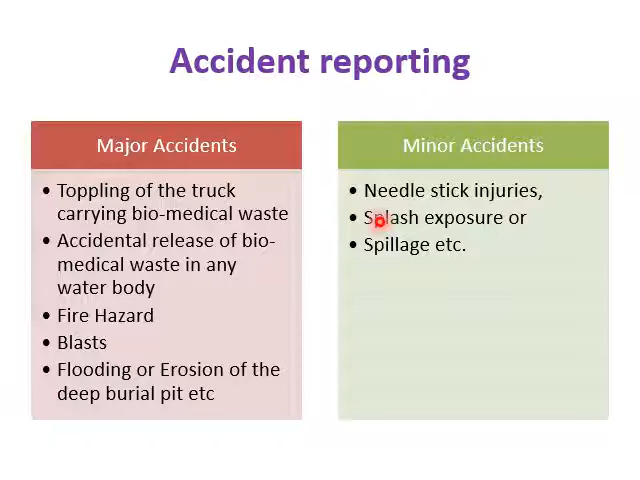 Accident reporting
Major Accidents
• Toppling of the truck
carrying bio-medical waste
• Accidental release of bio-
medical waste in any
water body
• Fire Hazard
• Blasts
• Flooding or Erosion of the
deep burial pit etc
Minor Accidents
• Needle stick injuries,
• Splash exposure or
• Spillage etc.